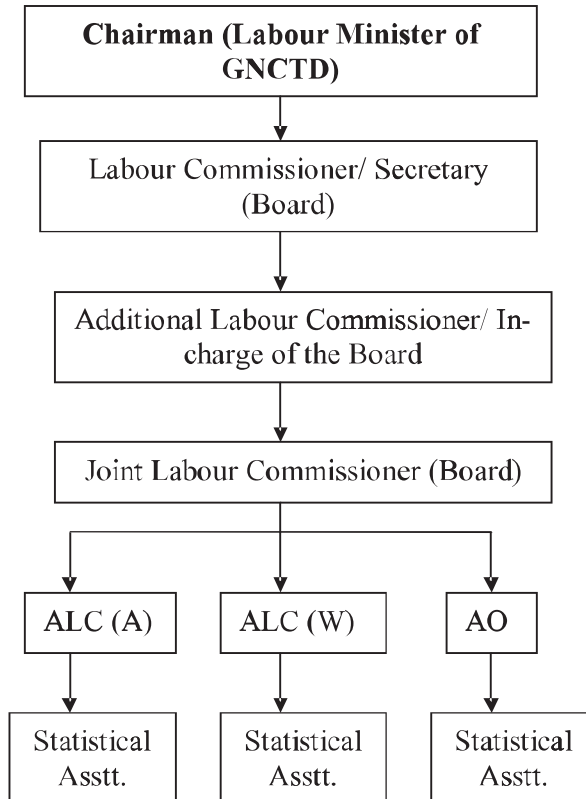 Chairman (Labour Minister of
GNCTD)
Labour Commissioner/ Secretary
(Board)
Additional Labour Commissioner/ In-
charge of the Board
Joint Labour Commissioner (Board)
ALC (A)
ALC (W)
AO
Statistical
Asstt.
Statistical
Asstt.
Statistical
Asstt.